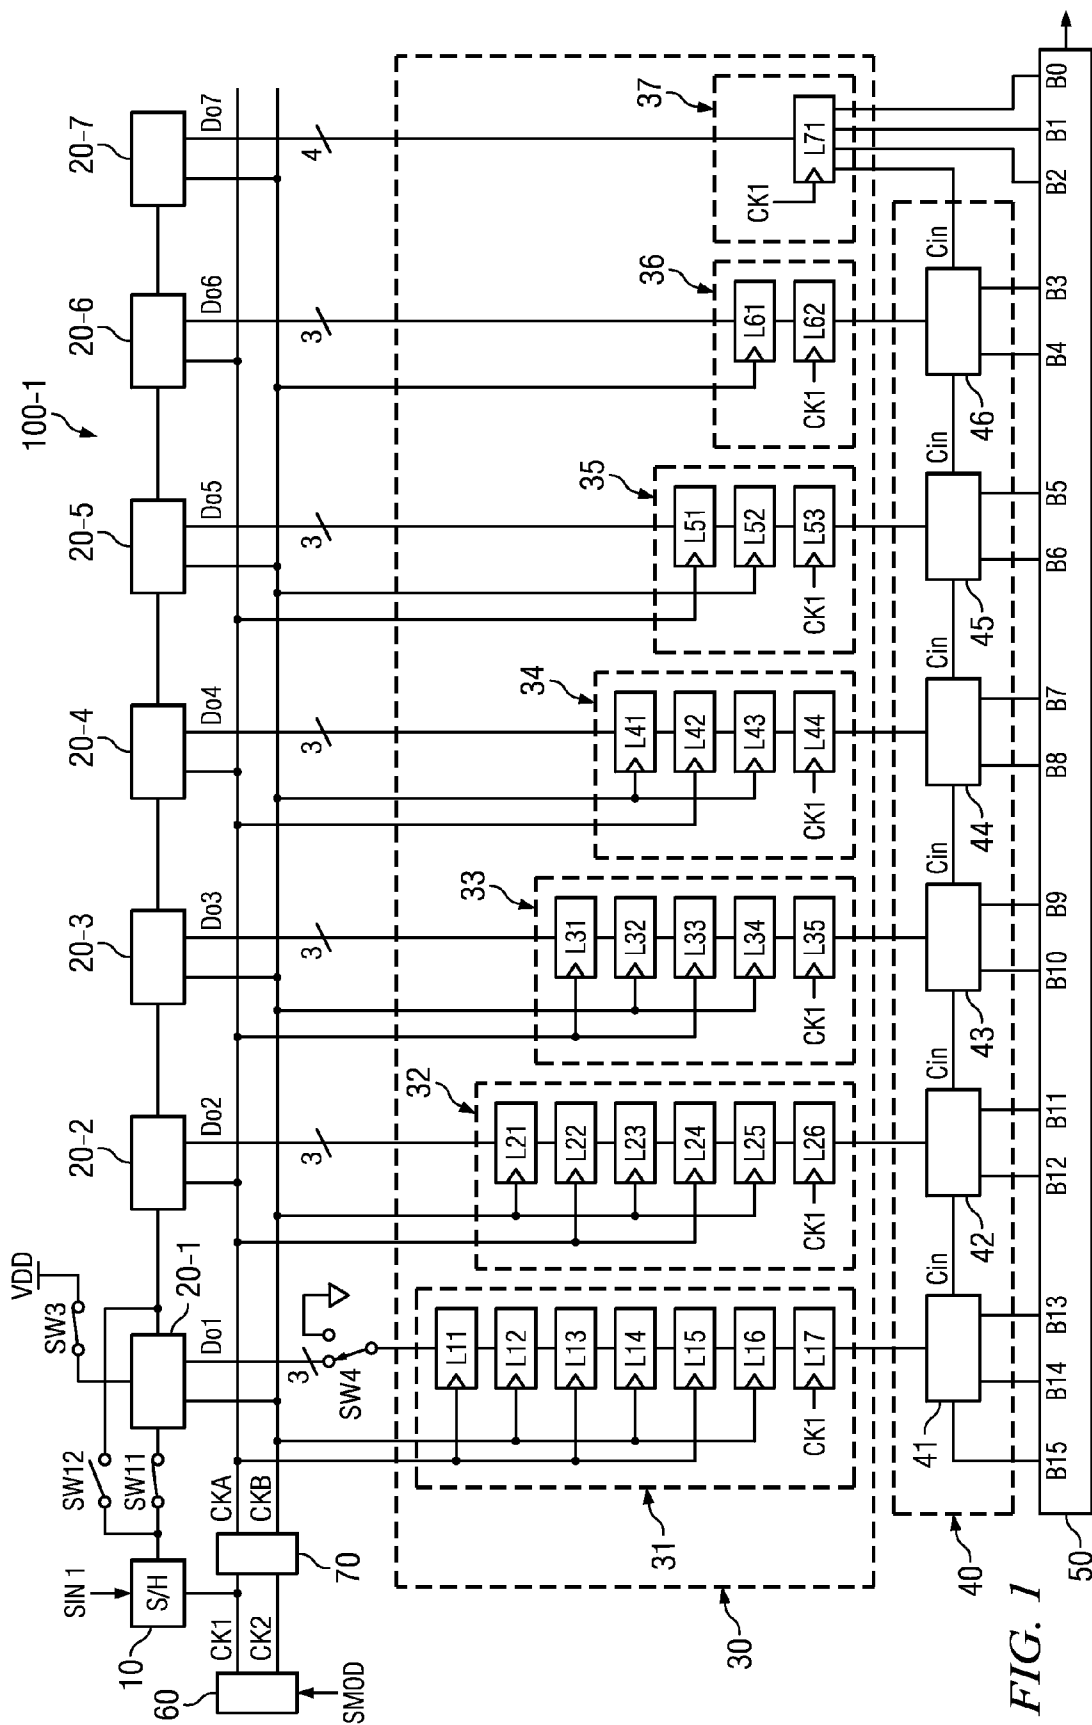 100-1
VDD
SW3
SW12
SW11
SIN 1
S/H
10
20-1
20-2
20-3
20-4
20-5
20-6
20-7
Do1
Do2
Do3
Do4
Do5
Do6
Do7
60
SMOD
CK1
CK2
70
CKA
CKB
3
3
3
3
3
3
4
SW4
30
31
L11
L12
L13
L14
L15
L16
L17
CK1
32
L21
L22
L23
L24
L25
L26
CK1
33
L31
L32
L33
L34
L35
CK1
34
L41
L42
L43
L44
CK1
35
L51
L52
L53
CK1
36
L61
L62
CK1
37
L71
CK1
40
41
Cin
42
Cin
43
Cin
44
Cin
45
Cin
46
Cin
50
B15
B14
B13
B12
B11
B10
B9
B8
B7
B6
B5
B4
B3
B2
B1
B0
FIG. 1